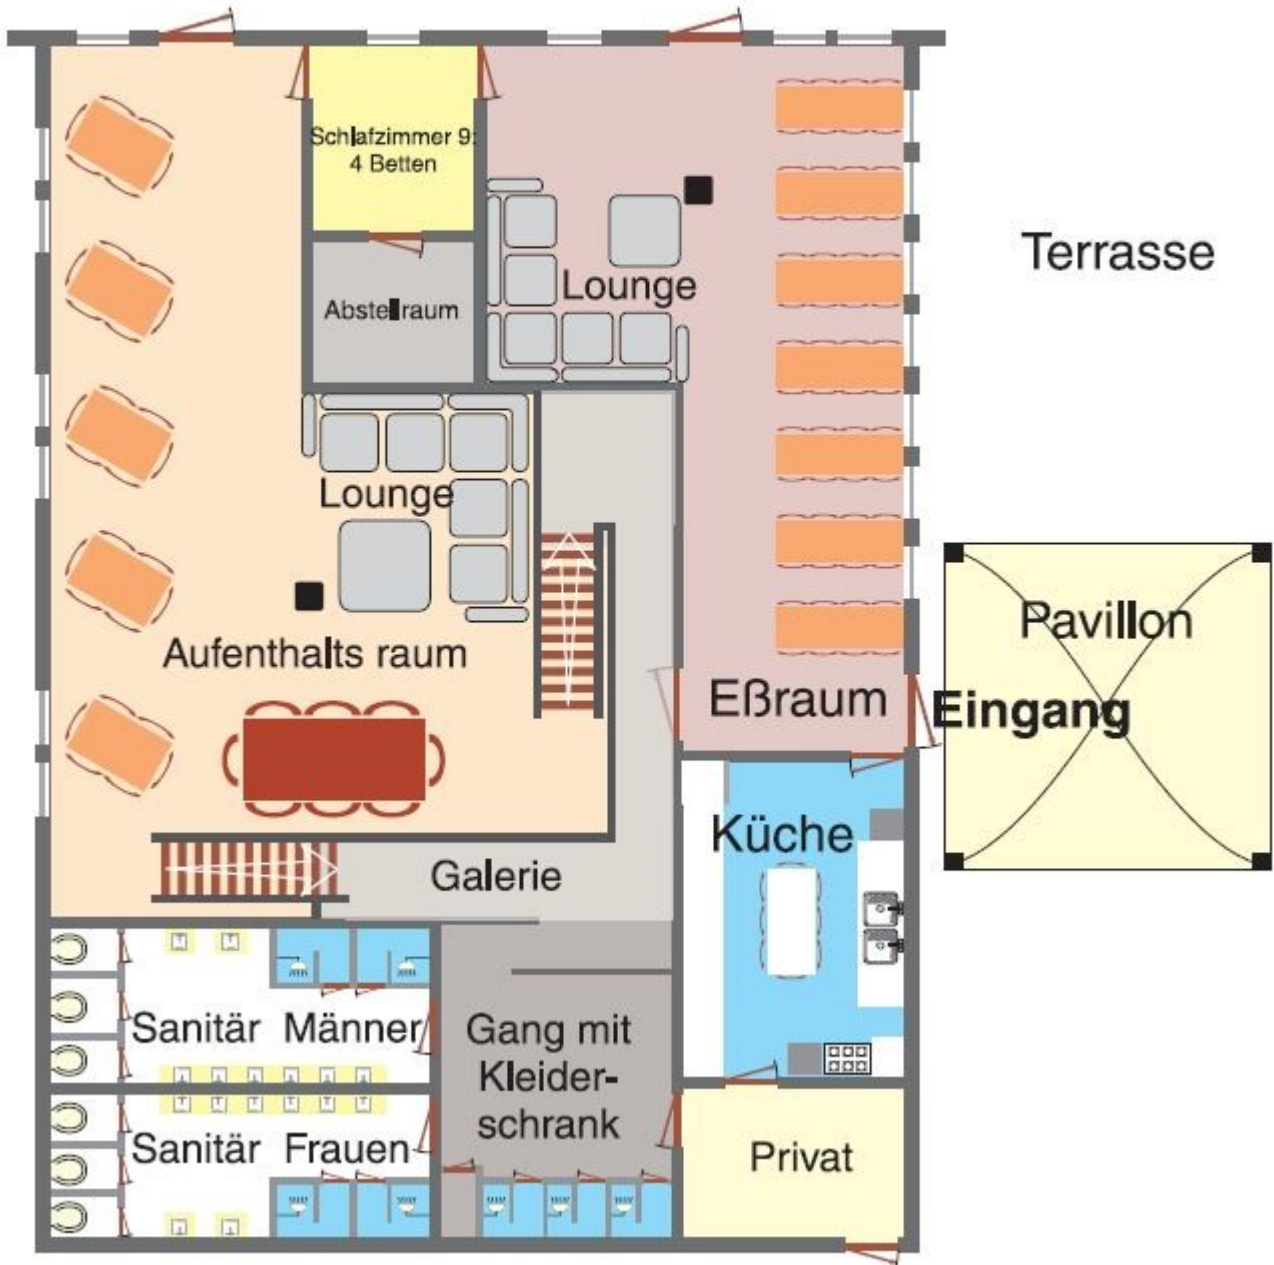 Schlafzimmer 9:
4 Betten
Terrasse
Lounge
Abstellraum
Lounge
Pavillon
Aufenthalts raum
Eßraum
Eingang
Küche
Galerie
Sanitär Männer
Gang mit
Kleider-
schrank
Sanitär Frauen
Privat